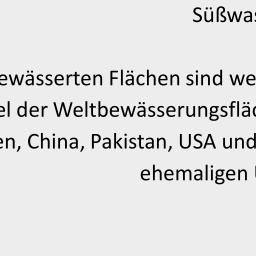 Süßwas
ewässerten Flächen sind we
el der Weltbewässerungsfläc
en, China, Pakistan, USA und
ehemaligen